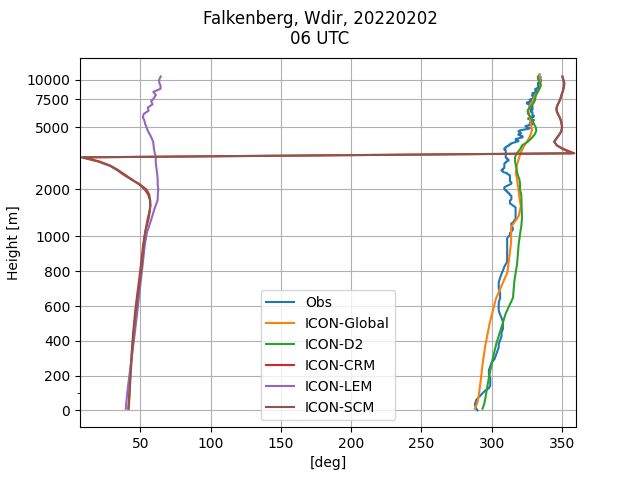 Falkenberg, Wdir, 20220202
06 UTC
Height [m]
10000
7500
5000
2000
1000
800
600
400
200
0
Obs
ICON-Global
ICON-D2
ICON-CRM
ICON-LEM
ICON-SCM
50 100 150 200 250 300 350
[deg]